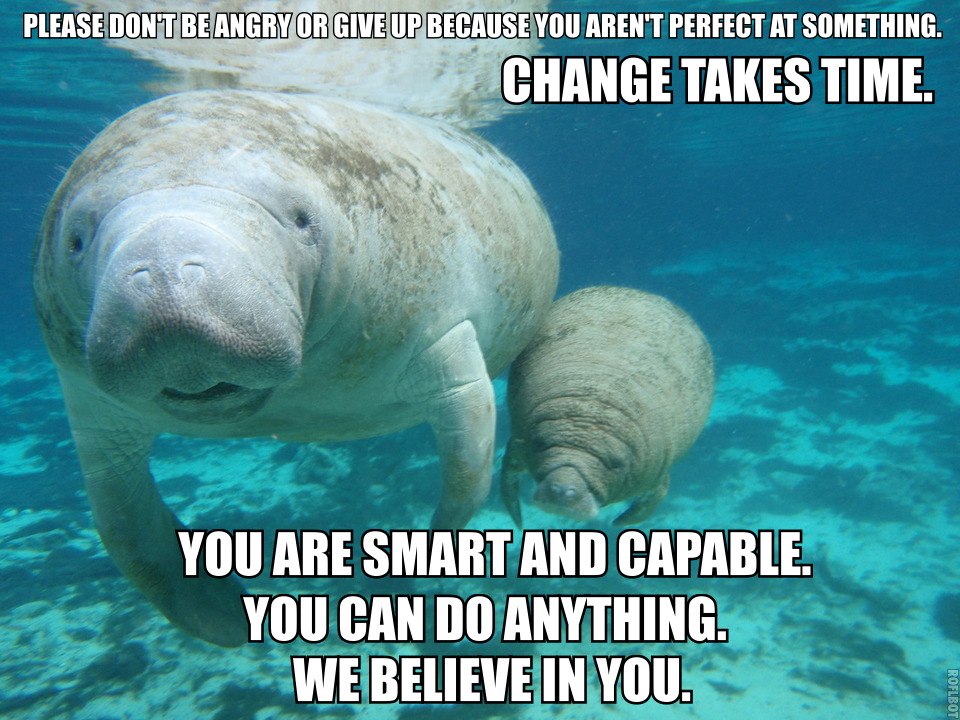 PLEASE DON'T BE ANGRY OR GIVE UP BECAUSE YOU AREN'T PERFECT AT SOMETHING.
CHANGE TAKES TIME.
YOU ARE SMART AND CAPABLE.
YOU CAN DO ANYTHING.
WE BELIEVE IN YOU.
ROFLBOT